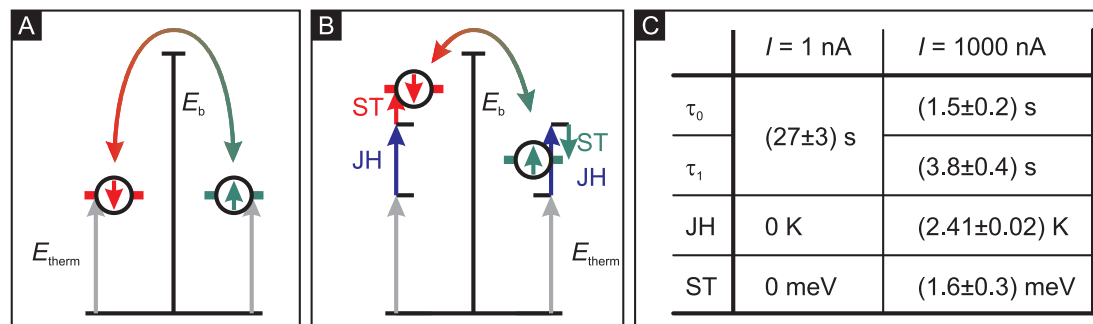 A
E_b
E_therm
B
E_b
ST
JH
ST
JH
E_therm
C
I = 1 nA
I = 1000 nA
τ_0
(27±3) s
(1.5±0.2) s
τ_1
(3.8±0.4) s
JH
0 K
(2.41±0.02) K
ST
0 meV
(1.6±0.3) meV